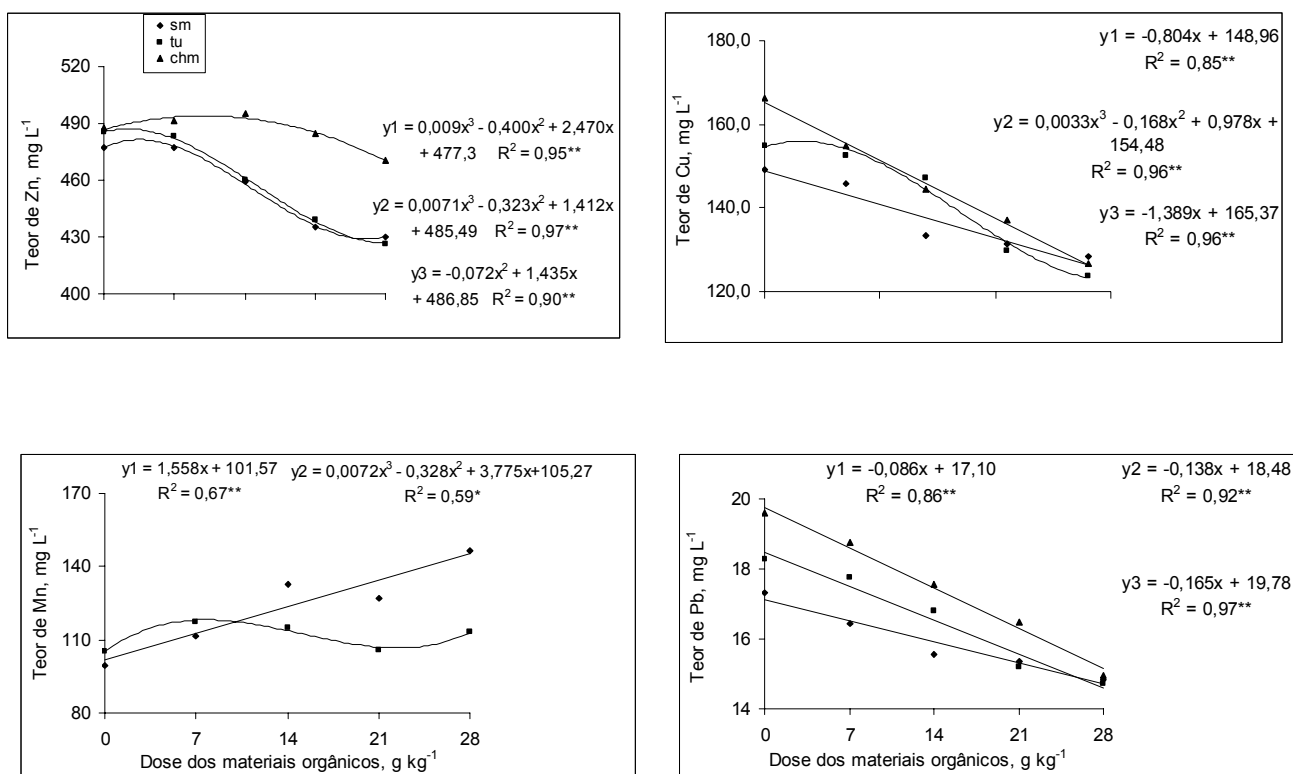 sm
tu
chm
520
490
460
430
400
Teor de Zn, mg L⁻¹
y1 = 0,009x³ - 0,400x² + 2,470x
+ 477,3 R² = 0,95**
y2 = 0,0071x³ - 0,323x² + 1,412x
+ 485,49 R² = 0,97**
y3 = -0,072x² + 1,435x
+ 486,85 R² = 0,90**
180,0
160,0
140,0
120,0
Teor de Cu, mg L⁻¹
y1 = -0,804x + 148,96
R² = 0,85**
y2 = 0,0033x³ - 0,168x² + 0,978x +
154,48
R² = 0,96**
y3 = -1,389x + 165,37
R² = 0,96**
y1 = 1,558x + 101,57 y2 = 0,0072x³ - 0,328x² + 3,775x+105,27
R² = 0,67** R² = 0,59*
170
140
110
80
Teor de Mn, mg L⁻¹
0 7 14 21 28
Dose dos materiais orgânicos, g kg⁻¹
y1 = -0,086x + 17,10 y2 = -0,138x + 18,48
R² = 0,86** R² = 0,92**
20
18
16
14
Teor de Pb, mg L⁻¹
y3 = -0,165x + 19,78
R² = 0,97**
0 7 14 21 28
Dose dos materiais orgânicos, g kg⁻¹